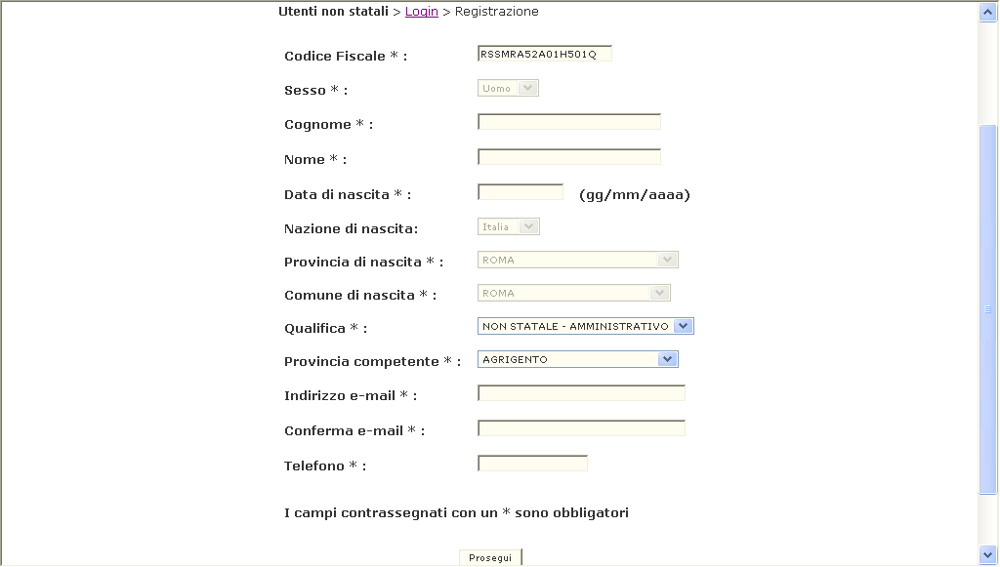 Utenti non statali > Login > Registrazione
Codice Fiscale * : RSSMRA52A01H501Q
Sesso * : Uomo
Cognome * :
Nome * :
Data di nascita * : (gg/mm/aaaa)
Nazione di nascita: Italia
Provincia di nascita * : ROMA
Comune di nascita * : ROMA
Qualifica * : NON STATALE - AMMINISTRATIVO
Provincia competente * : AGRIGENTO
Indirizzo e-mail * :
Conferma e-mail * :
Telefono * :
I campi contrassegnati con un * sono obbligatori
Prosegui